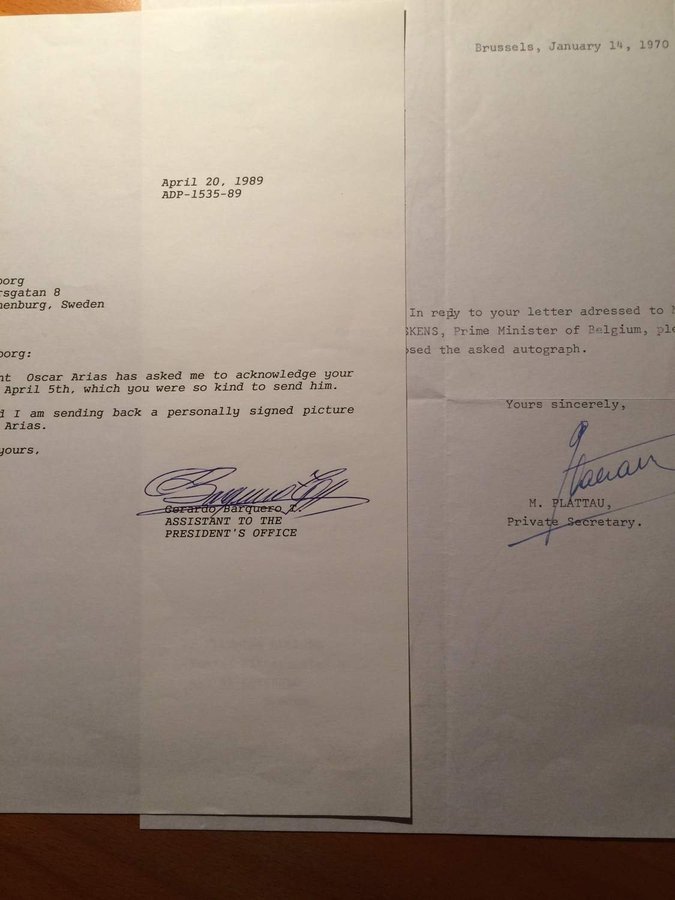 April 20, 1989
ADP-1535-89
borg
rsgatan 8
henburg, Sweden
borg:
nt Oscar Arias has asked me to acknowledge your
April 5th, which you were so kind to send him.
d I am sending back a personally signed picture
Arias.
yours,
Gerardo Barquero
ASSISTANT TO THE
PRESIDENT'S OFFICE
Brussels, January 14, 1970
In reply to your letter adressed to M
SKENS, Prime Minister of Belgium, ple
osed the asked autograph.
Yours sincerely,
M. PLATTAU,
Private Secretary.